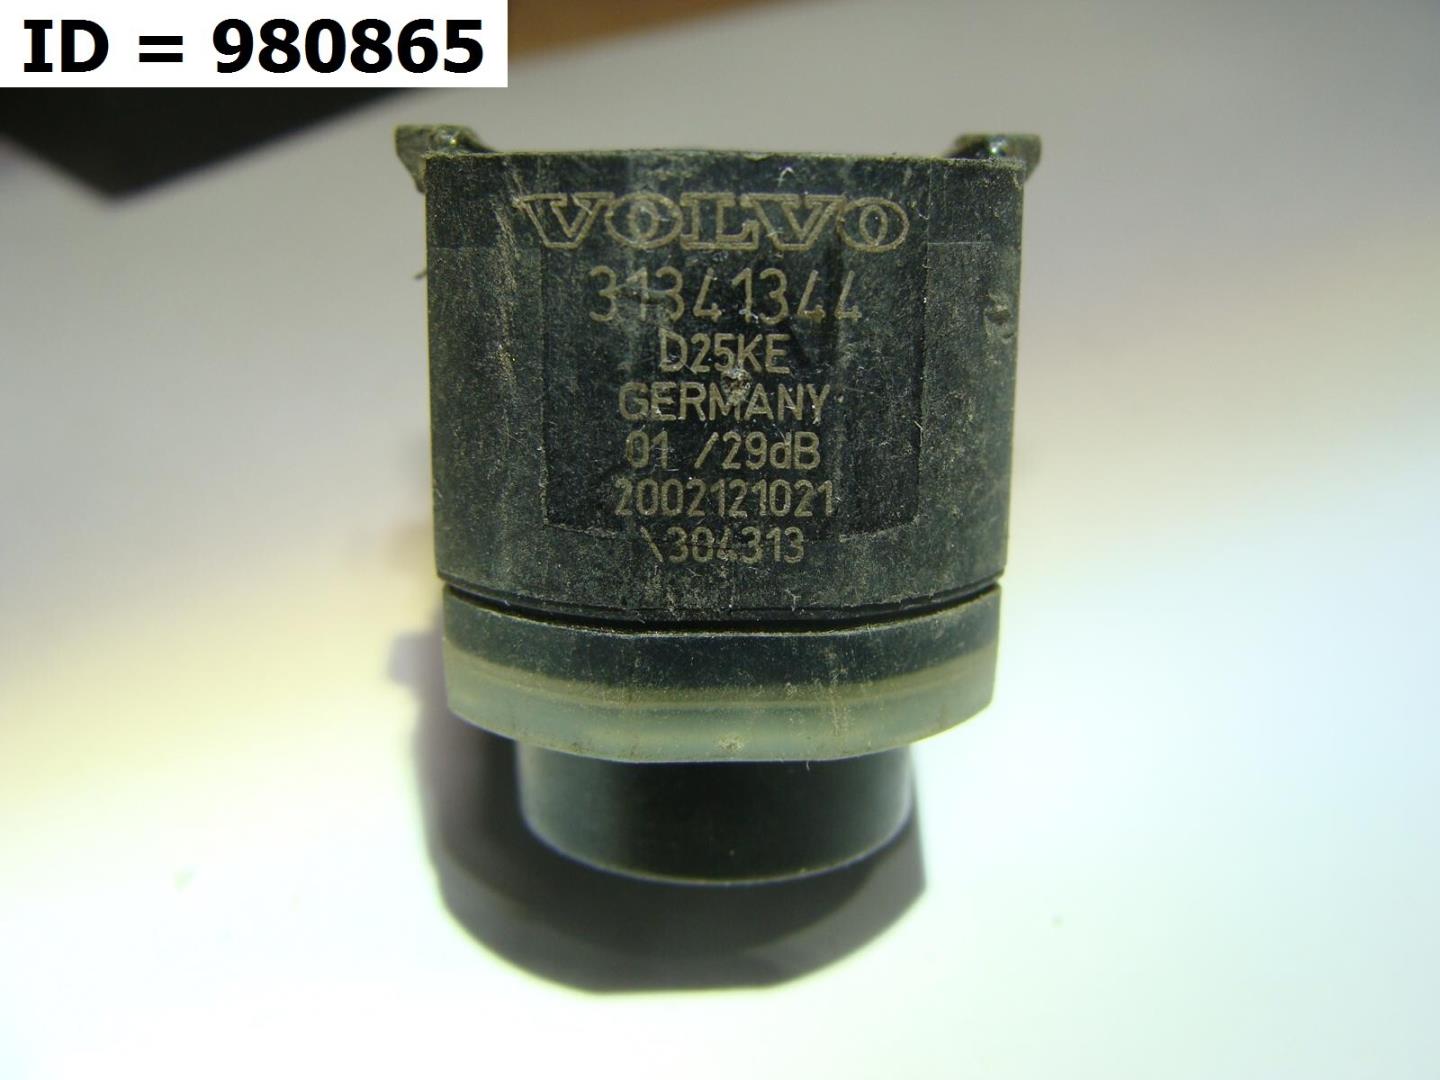 ID = 980865
VOLVO
31341344
D25KE
GERMANY
01 /29dB
2002121021
\304313